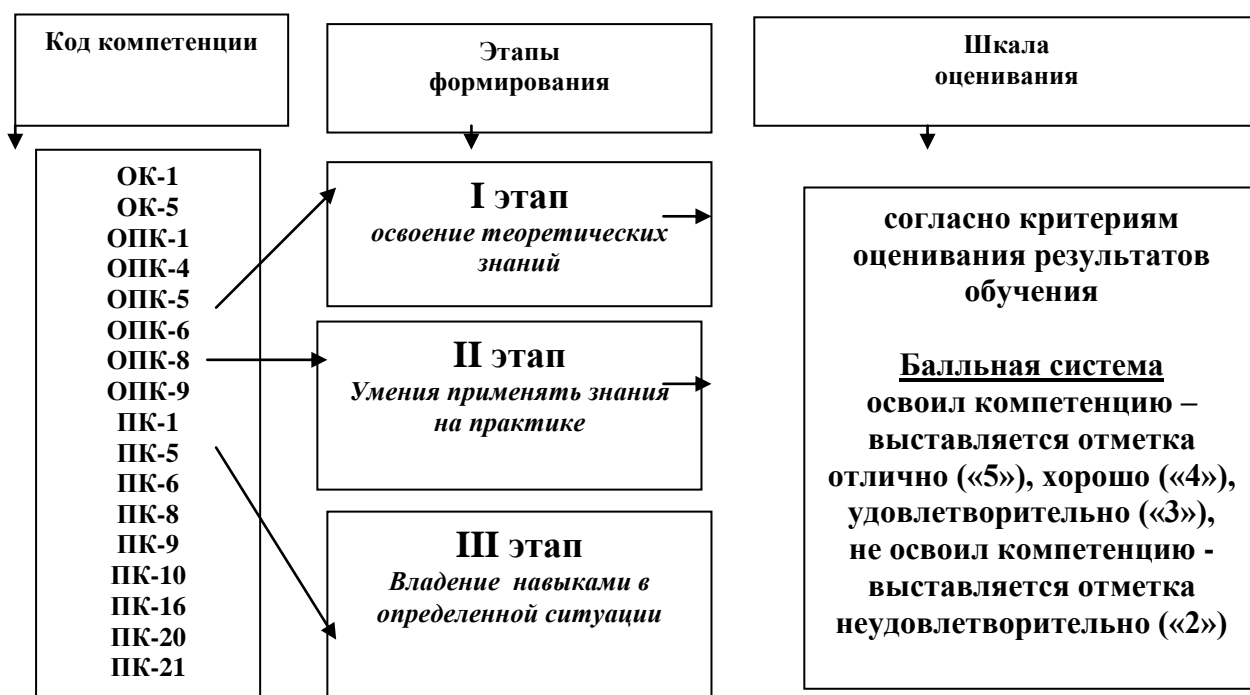 Код компетенции
Этапы
формирования
Шкала
оценивания
ОК-1
ОК-5
ОПК-1
ОПК-4
ОПК-5
ОПК-6
ОПК-8
ОПК-9
ПК-1
ПК-5
ПК-6
ПК-8
ПК-9
ПК-10
ПК-16
ПК-20
ПК-21
I этап
освоение теоретических
знаний
II этап
Умения применять знания
на практике
III этап
Владение навыками в
определенной ситуации
согласно критериям
оценивания результатов
обучения
Балльная система
освоил компетенцию –
выставляется отметка
отлично («5»), хорошо («4»),
удовлетворительно («3»),
не освоил компетенцию -
выставляется отметка
неудовлетворительно («2»)